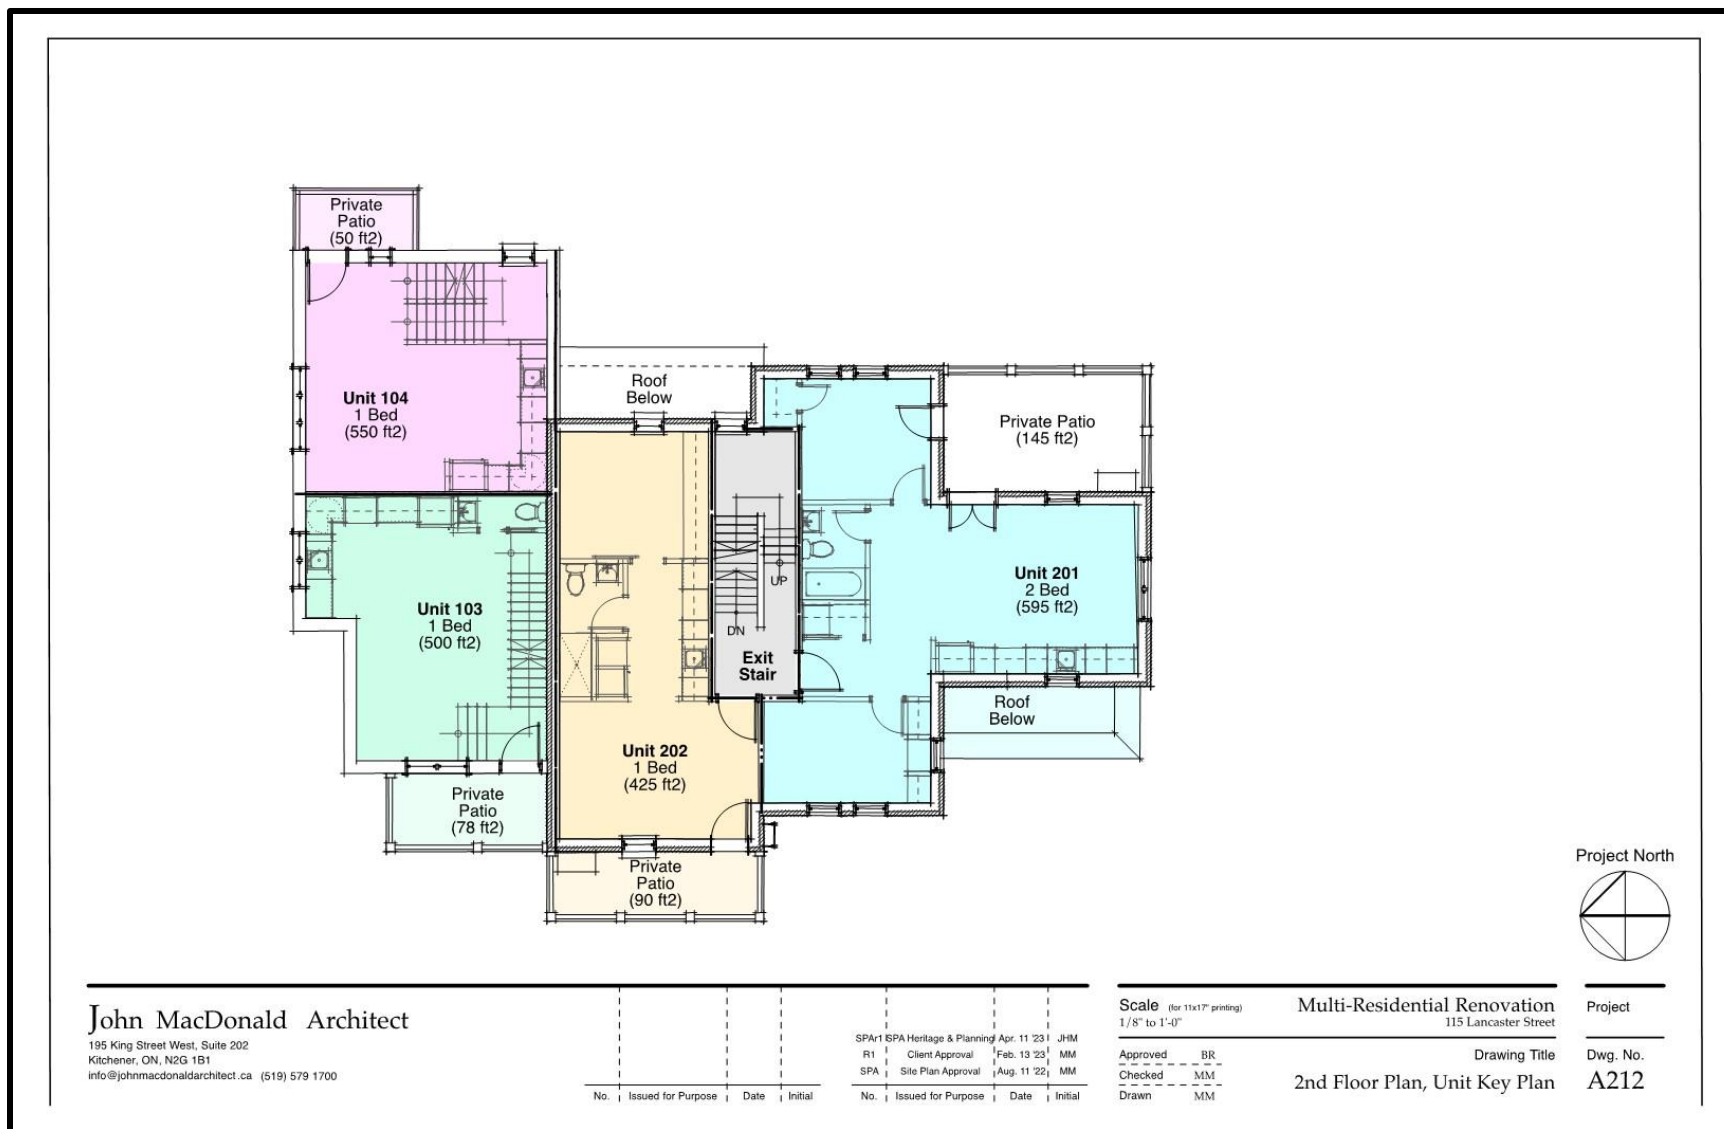 Private
Patio
(50 ft2)
Unit 104
1 Bed
(550 ft2)
Roof
Below
Private Patio
(145 ft2)
Unit 103
1 Bed
(500 ft2)
UP
DN
Exit
Stair
Unit 201
2 Bed
(595 ft2)
Roof
Below
Unit 202
1 Bed
(425 ft2)
Private
Patio
(78 ft2)
Private
Patio
(90 ft2)
Project North
John MacDonald Architect
195 King Street West, Suite 202
Kitchener, ON, N2G 1B1
info@johnmacdonaldarchitect.ca (519) 579 1700
No. Issued for Purpose Date Initial
SPAr1 SPA Heritage & Planning Apr. 11 '23 JHM
R1 Client Approval Feb. 13 '23 MM
SPA Site Plan Approval Aug. 11 '22 MM
No. Issued for Purpose Date Initial
Scale (for 11x17" printing)
1/8" to 1'-0"
Approved BR
Checked MM
Drawn MM
Multi-Residential Renovation
115 Lancaster Street
Drawing Title
2nd Floor Plan, Unit Key Plan
Project
Dwg. No.
A212